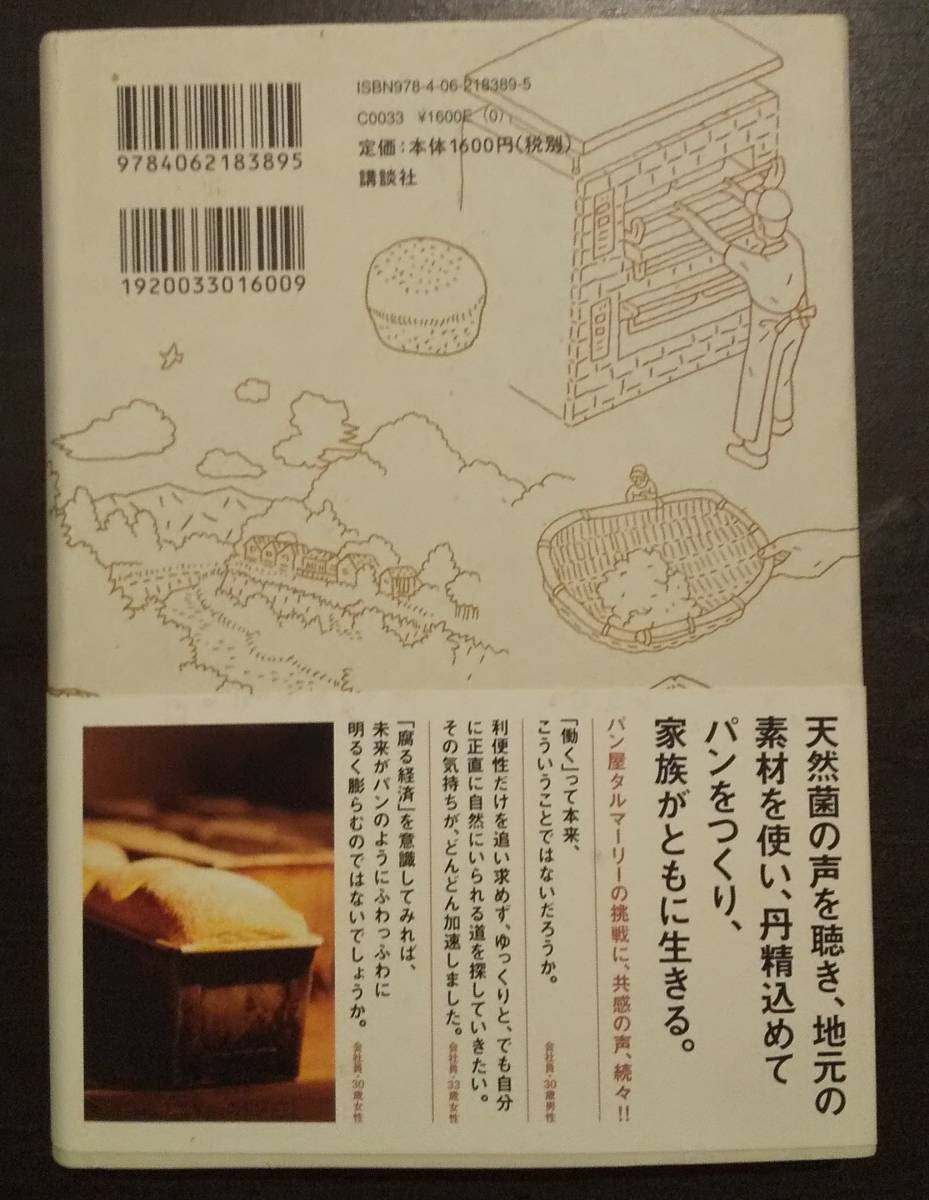 ISBN978-4-06-218389-5
C0033 ¥1600E (0)
定価:本体1600円(税別)
講談社
9784062183895
1920033016009
天然菌の声を聴き、地元の
素材を使い、丹精込めて
パンをつくり、
家族がともに生きる。
パン屋タルマーリーの挑戦に、共感の声、続々!!
「働く」って本来、
こういうことではないだろうか。
会社員・30歳男性
利便性だけを追い求めず、ゆっくりと、でも自分
に正直に自然にいられる道を探していきたい。
その気持ちが、どんどん加速しました。
会社員・33歳女性
「腐る経済」を意識してみれば、
未来がパンのようにふわっふわに
明るく膨らむのではないでしょうか。
会社員・30歳女性